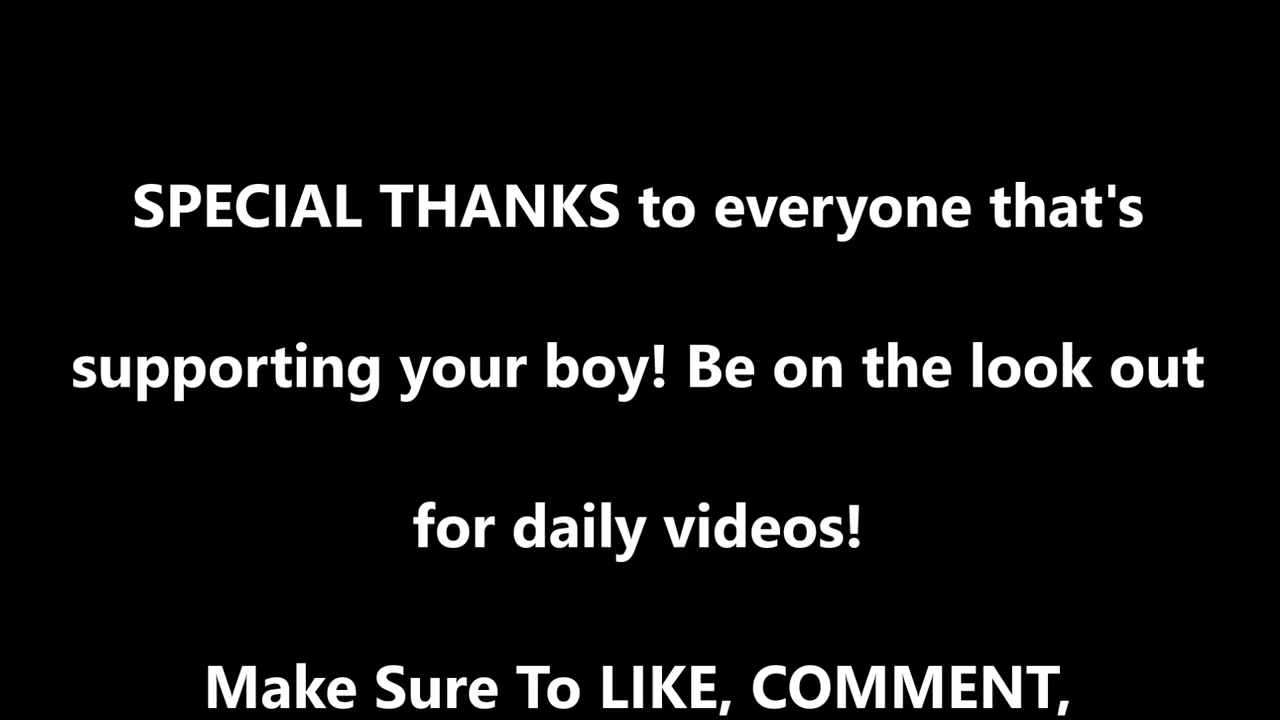 SPECIAL THANKS to everyone that's
supporting your boy! Be on the look out
for daily videos!
Make Sure To LIKE, COMMENT,